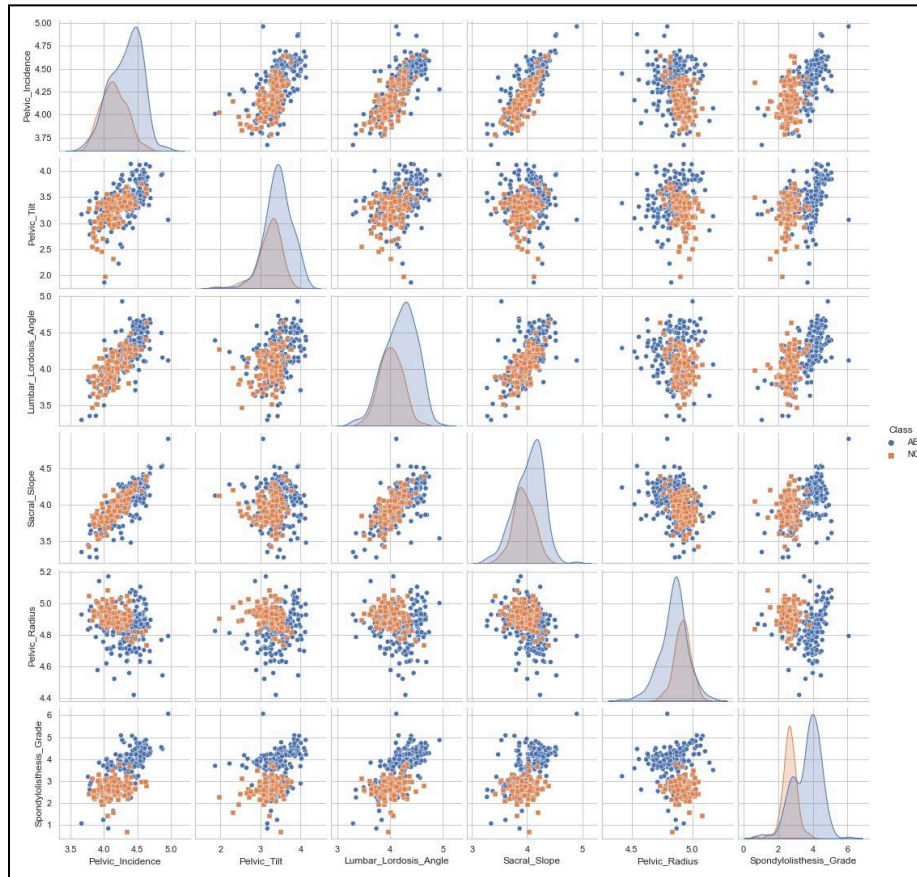 5.00
4.75
4.50
4.25
4.00
3.75
Pelvic_Incidence
4.0
3.5
3.0
2.5
2.0
Pelvic_Tilt
5.0
4.5
4.0
3.5
Lumbar_Lordosis_Angle
Class
AB
NO
4.5
4.0
3.5
Sacral_Slope
5.2
5.0
4.8
4.6
4.4
Pelvic_Radius
6
5
4
3
2
1
Spondylolisthesis_Grade
3.5 4.0 4.5 5.0 2 3 4 3 4 5 3 4 5 4.5 5.0 0 2 4 6
Pelvic_Incidence Pelvic_Tilt Lumbar_Lordosis_Angle Sacral_Slope Pelvic_Radius Spondylolisthesis_Grade